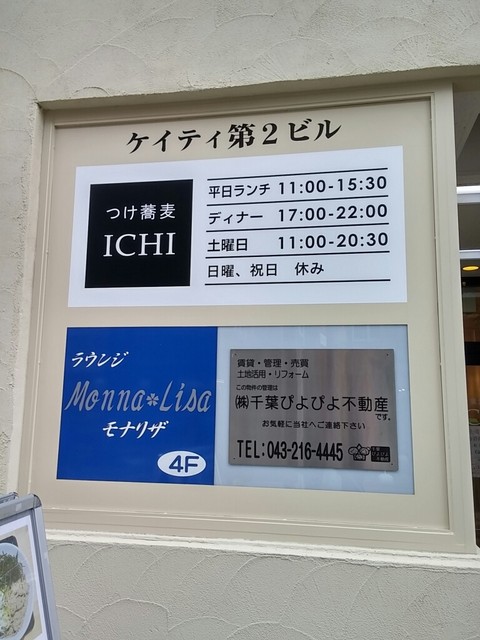 ケイティ第2ビル
つけ蕎麦
ICHI
平日ランチ 11:00-15:30
ディナー 17:00-22:00
土曜日 11:00-20:30
日曜、祝日 休み
ラウンジ
Monna Lisa
モナリザ
4F
賃貸・管理・売買
土地活用・リフォーム
この物件の管理は
㈱千葉ぴよぴよ不動産
です。
お気軽に当社へご連絡下さい
TEL:043-216-4445